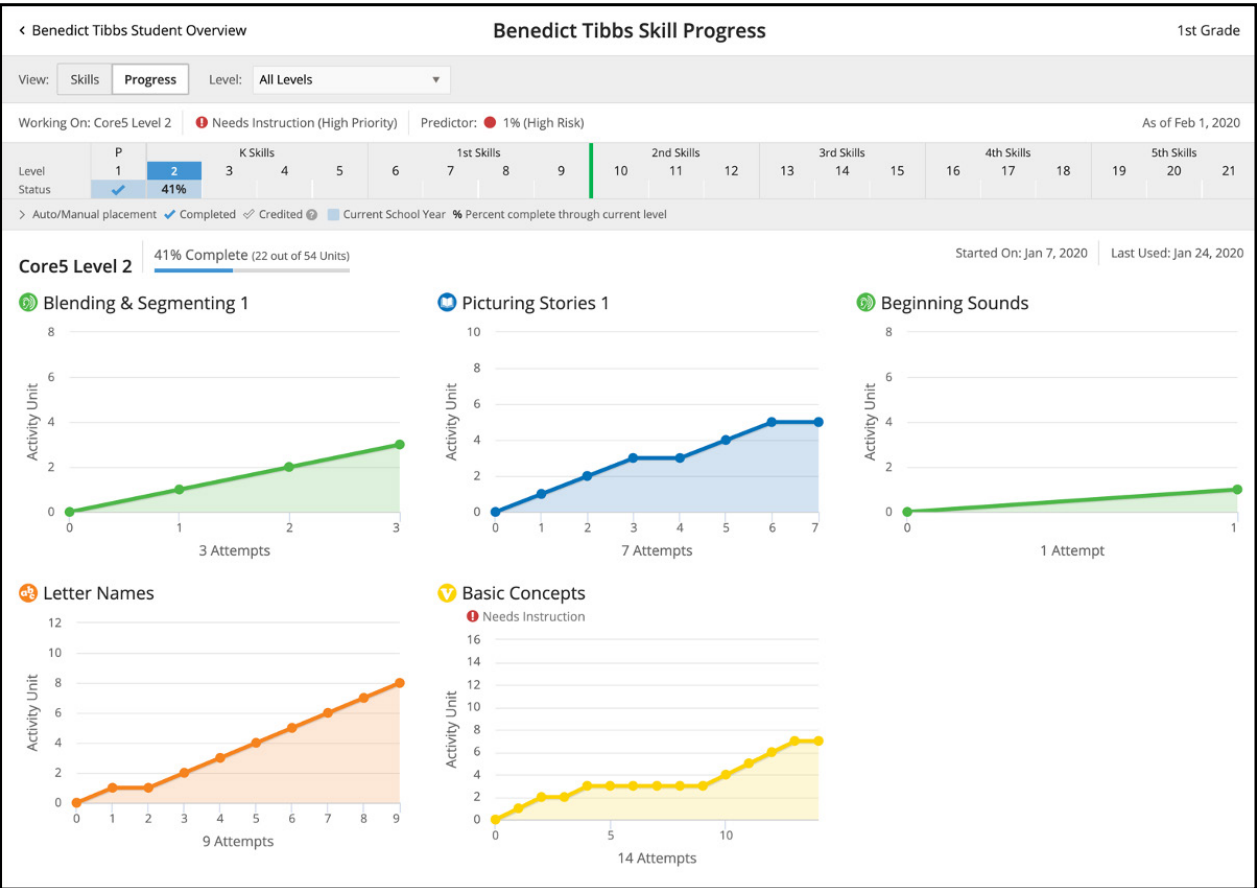 ‹ Benedict Tibbs Student Overview
Benedict Tibbs Skill Progress
1st Grade
View: Skills Progress Level: All Levels
Working On: Core5 Level 2
Needs Instruction (High Priority)
Predictor: 1% (High Risk)
As of Feb 1, 2020
P K Skills 1st Skills 2nd Skills 3rd Skills 4th Skills 5th Skills
Level 1 2 3 4 5 6 7 8 9 10 11 12 13 14 15 16 17 18 19 20 21
Status 41%
> Auto/Manual placement Completed Credited ? Current School Year % Percent complete through current level
Core5 Level 2
41% Complete (22 out of 54 Units)
Started On: Jan 7, 2020
Last Used: Jan 24, 2020
Blending & Segmenting 1
8
6
4
2
0
Activity Unit
0 1 2 3
3 Attempts
Picturing Stories 1
10
8
6
4
2
0
Activity Unit
0 1 2 3 4 5 6 7
7 Attempts
Beginning Sounds
8
6
4
2
0
Activity Unit
0 1
1 Attempt
abc
Letter Names
12
10
8
6
4
2
0
Activity Unit
0 1 2 3 4 5 6 7 8 9
9 Attempts
V
Basic Concepts
Needs Instruction
16
14
12
10
8
6
4
2
0
Activity Unit
0 5 10
14 Attempts